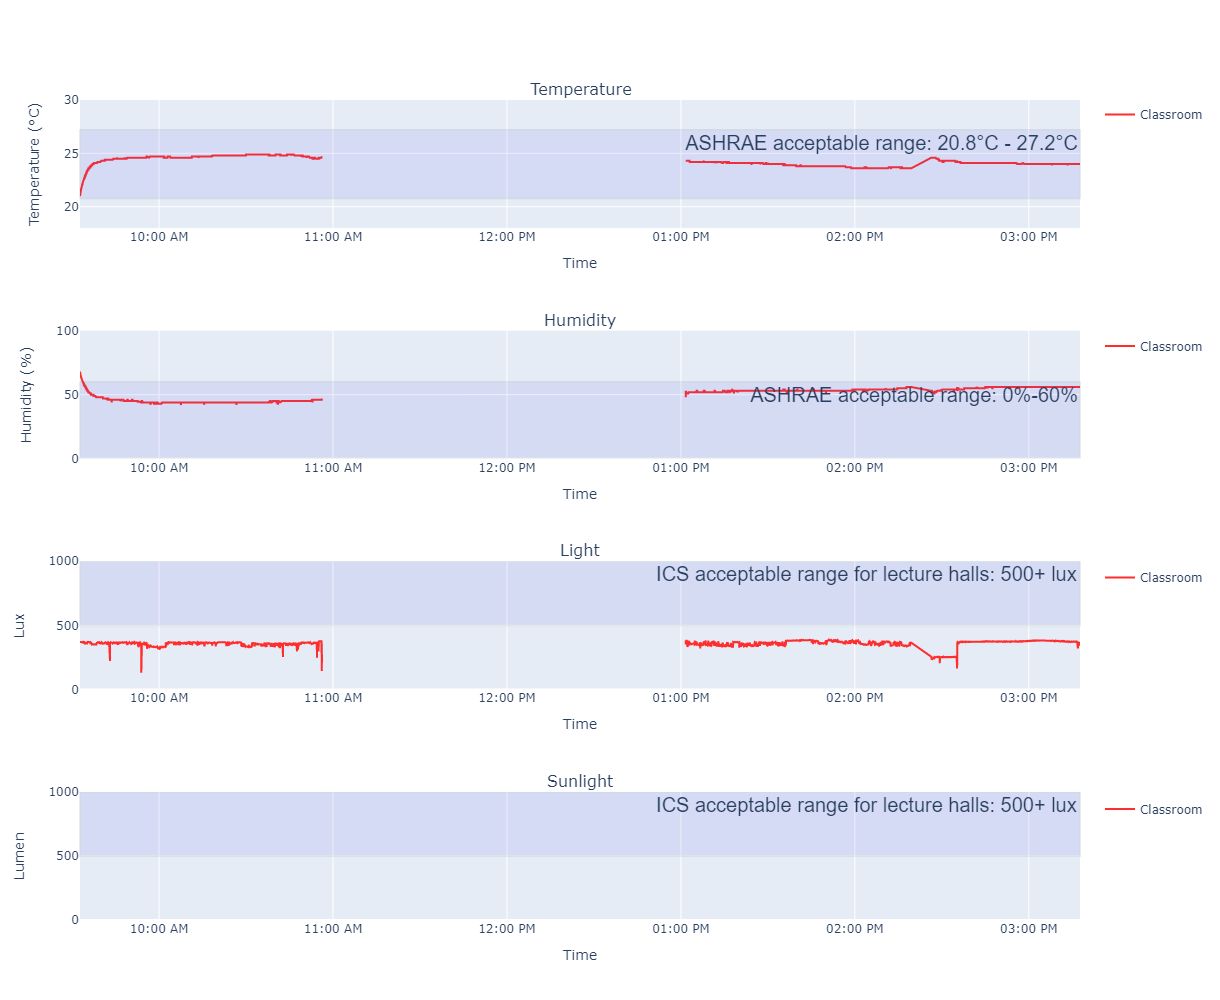 Temperature
30
25
20
Temperature (°C)
ASHRAE acceptable range: 20.8°C - 27.2°C
Classroom
10:00 AM 11:00 AM 12:00 PM 01:00 PM 02:00 PM 03:00 PM
Time
Humidity
100
50
0
Humidity (%)
ASHRAE acceptable range: 0%-60%
Classroom
10:00 AM 11:00 AM 12:00 PM 01:00 PM 02:00 PM 03:00 PM
Time
Light
1000
500
0
Lux
ICS acceptable range for lecture halls: 500+ lux
Classroom
10:00 AM 11:00 AM 12:00 PM 01:00 PM 02:00 PM 03:00 PM
Time
Sunlight
1000
500
0
Lumen
ICS acceptable range for lecture halls: 500+ lux
Classroom
10:00 AM 11:00 AM 12:00 PM 01:00 PM 02:00 PM 03:00 PM
Time